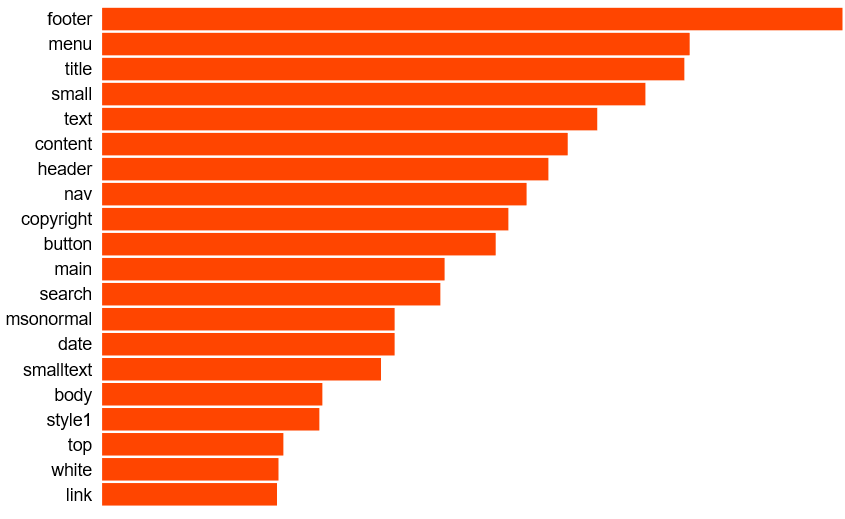 footer
menu
title
small
text
content
header
nav
copyright
button
main
search
msonormal
date
smalltext
body
style1
top
white
link